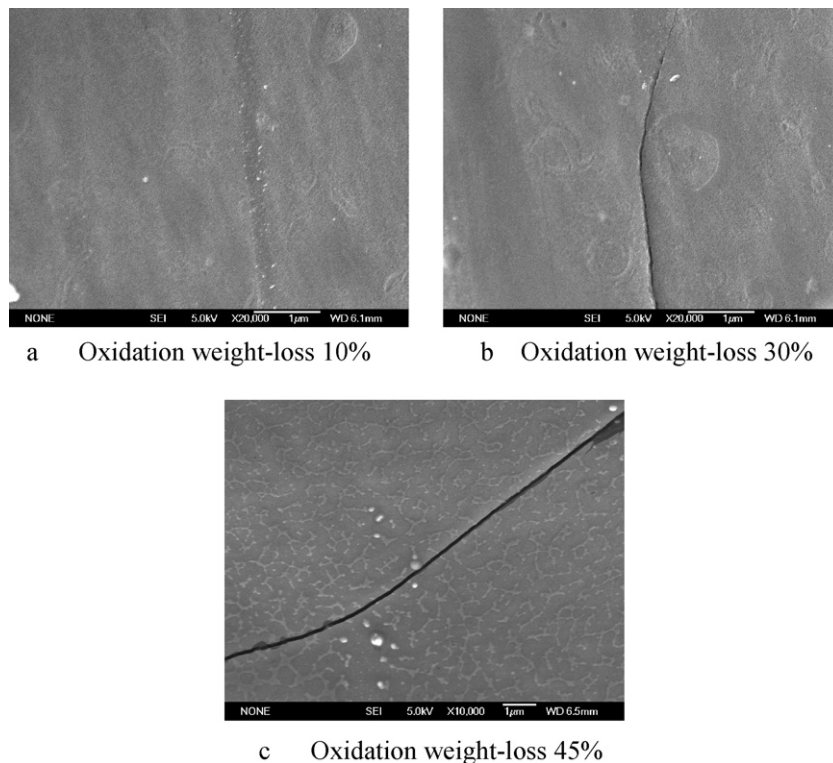 NONE SEI 5.0kV X20,000 1μm WD 6.1mm
a Oxidation weight-loss 10%
NONE SEI 5.0kV X20,000 1μm WD 6.1mm
b Oxidation weight-loss 30%
NONE SEI 5.0kV X10,000 1μm WD 6.5mm
c Oxidation weight-loss 45%